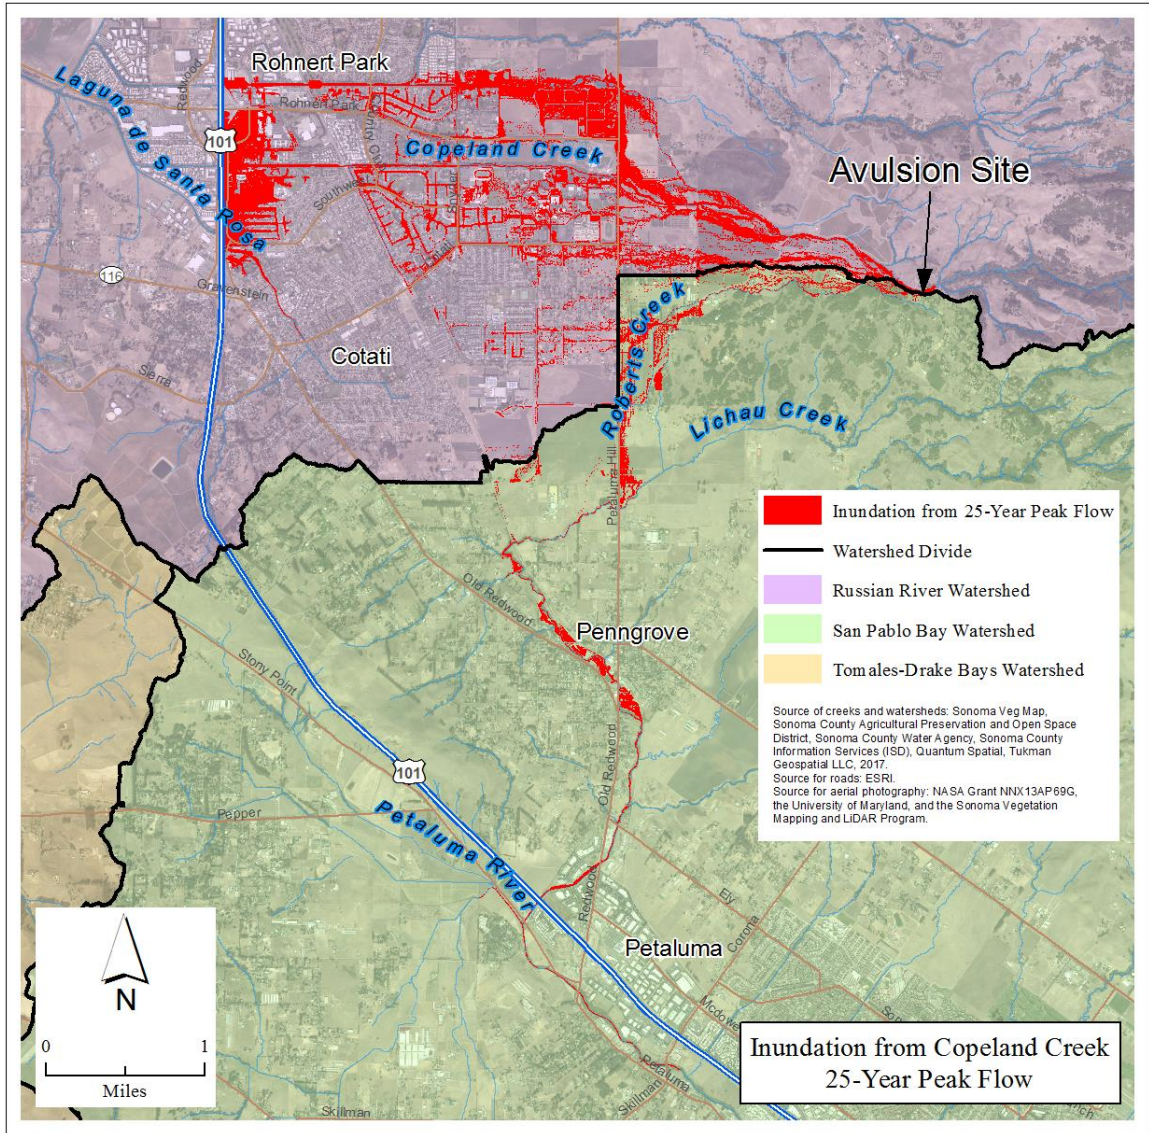 Rohnert Park
Redwood
Laguna de Santa Rosa
101
Rohnert Park
Copeland Creek
Avulsion Site
Southwest
Snyder
116
Gravenstein
Roberts Creek
Cotati
Sierra
Lichau Creek
Petaluma Hill
Inundation from 25-Year Peak Flow
Watershed Divide
Russian River Watershed
San Pablo Bay Watershed
Tomales-Drake Bays Watershed
Old Redwood
Penngrove
Stony Point
Source of creeks and watersheds: Sonoma Veg Map,
Sonoma County Agricultural Preservation and Open Space
District, Sonoma County Water Agency, Sonoma County
Information Services (ISD), Quantum Spatial, Tukman
Geospatial LLC, 2017.
Source for roads: ESRI.
Source for aerial photography: NASA Grant NNX13AP69G,
the University of Maryland, and the Sonoma Vegetation
Mapping and LiDAR Program.
Old Redwood
101
Pepper
Petaluma River
Redwood
Ely
Corona
Petaluma
N
0 1
Miles
Petaluma
Skillman
Skillman
Inundation from Copeland Creek
25-Year Peak Flow